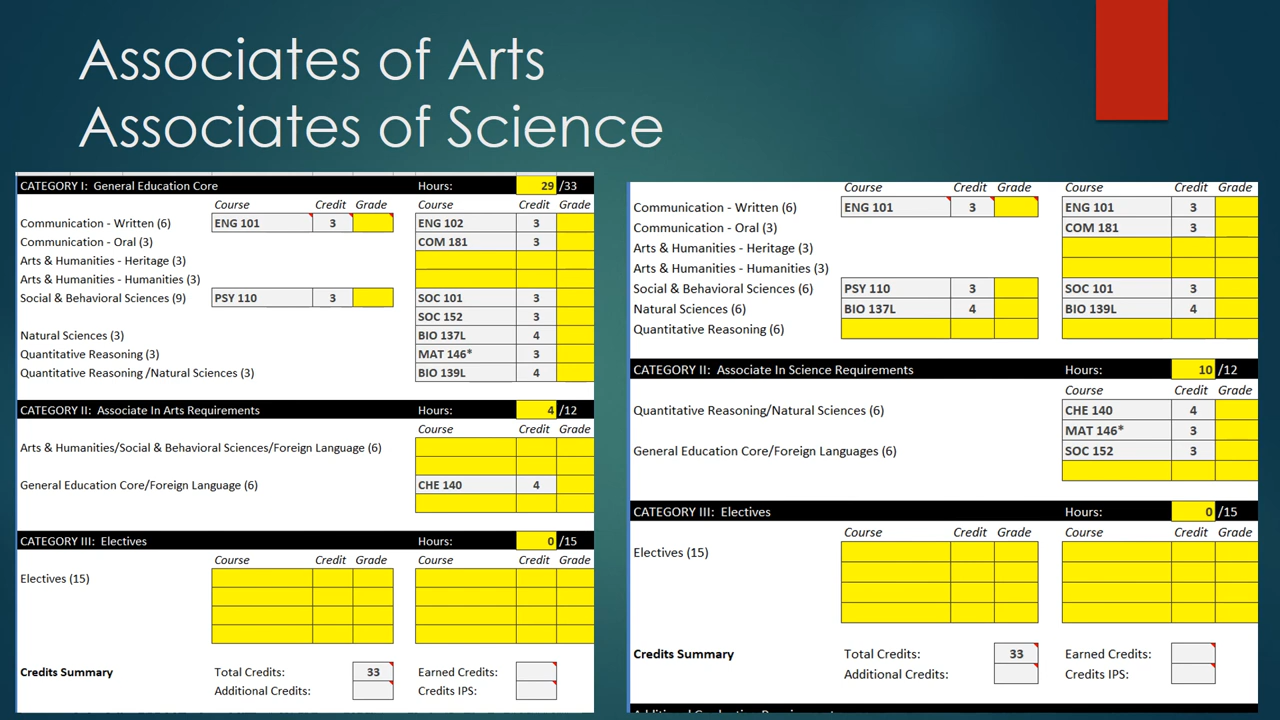 Associates of Arts
Associates of Science
CATEGORY I: General Education Core Hours: 29 /33
Course Credit Grade Course Credit Grade
Communication - Written (6) ENG 101 3 ENG 102 3
Communication - Oral (3) COM 181 3
Arts & Humanities - Heritage (3)
Arts & Humanities - Humanities (3)
Social & Behavioral Sciences (9) PSY 110 3 SOC 101 3
SOC 152 3
Natural Sciences (3) BIO 137L 4
Quantitative Reasoning (3) MAT 146* 3
Quantitative Reasoning /Natural Sciences (3) BIO 139L 4
CATEGORY II: Associate In Arts Requirements Hours: 4 /12
Course Credit Grade
Arts & Humanities/Social & Behavioral Sciences/Foreign Language (6)
General Education Core/Foreign Language (6) CHE 140 4
CATEGORY III: Electives Hours: 0 /15
Course Credit Grade Course Credit Grade
Electives (15)
Credits Summary Total Credits: 33 Earned Credits:
Additional Credits: Credits IPS:
Course Credit Grade Course Credit Grade
Communication - Written (6) ENG 101 3 ENG 101 3
Communication - Oral (3) COM 181 3
Arts & Humanities - Heritage (3)
Arts & Humanities - Humanities (3)
Social & Behavioral Sciences (6) PSY 110 3 SOC 101 3
Natural Sciences (6) BIO 137L 4 BIO 139L 4
Quantitative Reasoning (6)
CATEGORY II: Associate In Science Requirements Hours: 10 /12
Course Credit Grade
Quantitative Reasoning/Natural Sciences (6) CHE 140 4
MAT 146* 3
General Education Core/Foreign Languages (6) SOC 152 3
CATEGORY III: Electives Hours: 0 /15
Course Credit Grade Course Credit Grade
Electives (15)
Credits Summary Total Credits: 33 Earned Credits:
Additional Credits: Credits IPS: